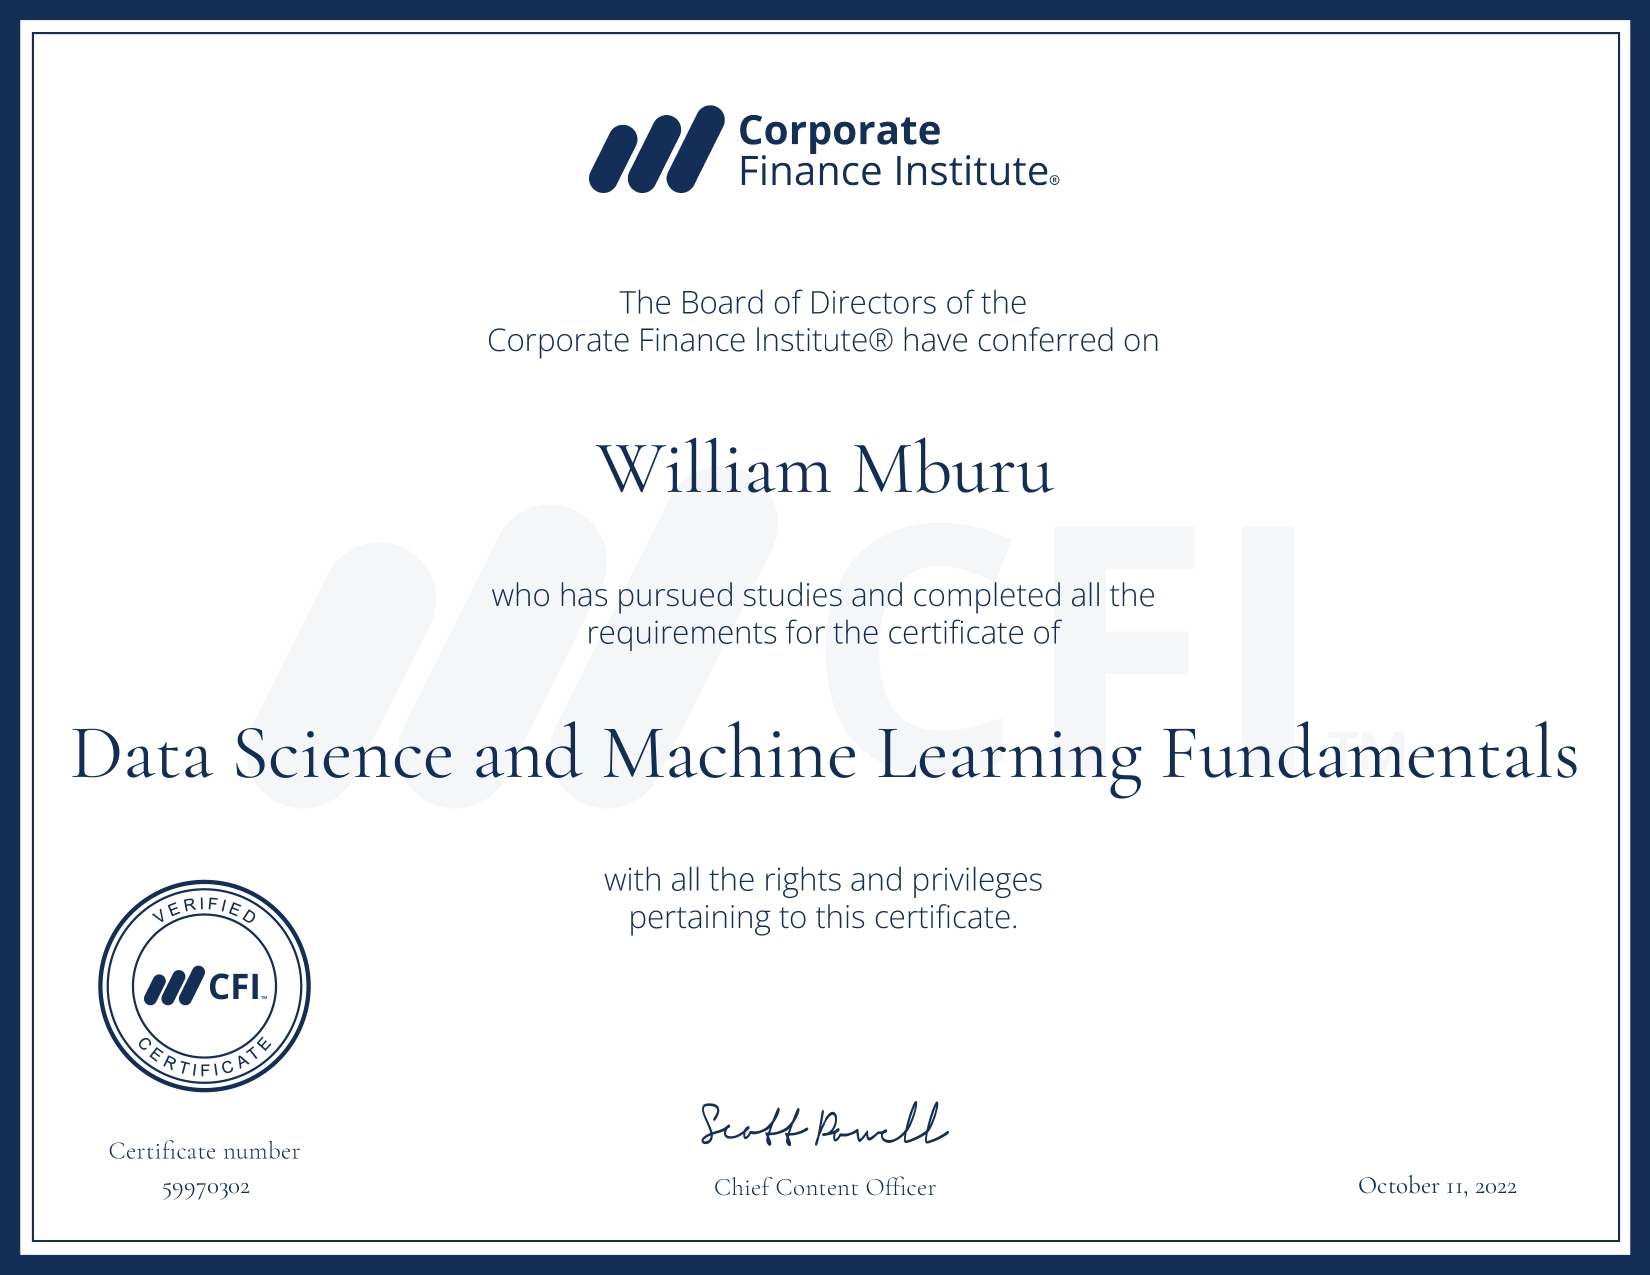 Corporate
Finance Institute®
The Board of Directors of the
Corporate Finance Institute® have conferred on
William Mburu
CFI™
who has pursued studies and completed all the
requirements for the certificate of
Data Science and Machine Learning Fundamentals
with all the rights and privileges
pertaining to this certificate.
VERIFIED
CFI™
CERTIFICATE
Scott Powell
Certificate number
59970302
Chief Content Officer
October 11, 2022